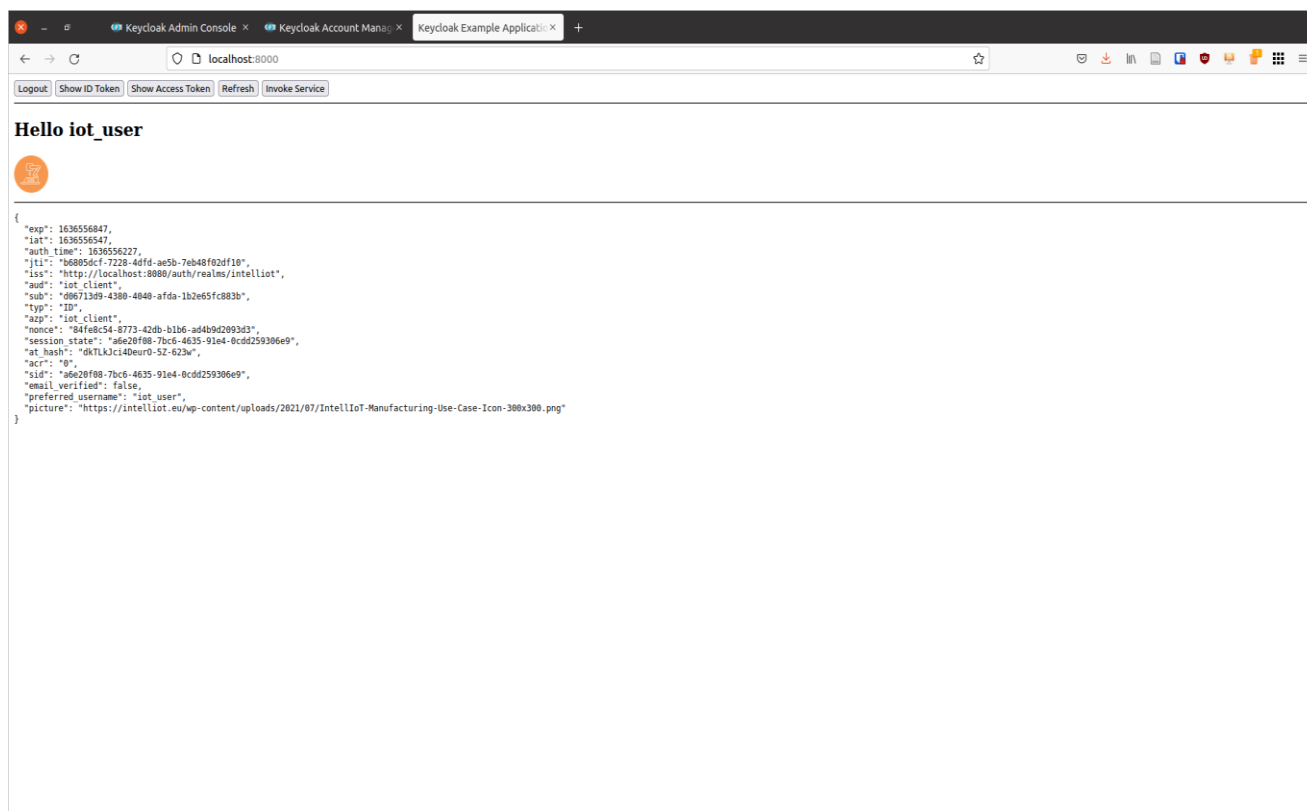 Keycloak Admin Console
Keycloak Account Manag
Keycloak Example Applicatio
localhost:8000
Logout
Show ID Token
Show Access Token
Refresh
Invoke Service
Hello iot_user
{
"exp": 1636556847,
"iat": 1636556547,
"auth_time": 1636556227,
"jti": "b6805dcf-7228-4dfd-ae5b-7eb48f02df10",
"iss": "http://localhost:8080/auth/realms/intelliot",
"aud": "iot_client",
"sub": "d06713d9-4380-4040-afda-1b2e65fc883b",
"typ": "ID",
"azp": "iot_client",
"nonce": "84fe8c54-8773-42db-b1b6-ad4b9d2093d3",
"session_state": "a6e20f08-7bc6-4635-91e4-0cdd259306e9",
"at_hash": "dkTLkJci4DeurO-5Z-623w",
"acr": "0",
"sid": "a6e20f08-7bc6-4635-91e4-0cdd259306e9",
"email_verified": false,
"preferred_username": "iot_user",
"picture": "https://intelliot.eu/wp-content/uploads/2021/07/IntellIoT-Manufacturing-Use-Case-Icon-300x300.png"
}